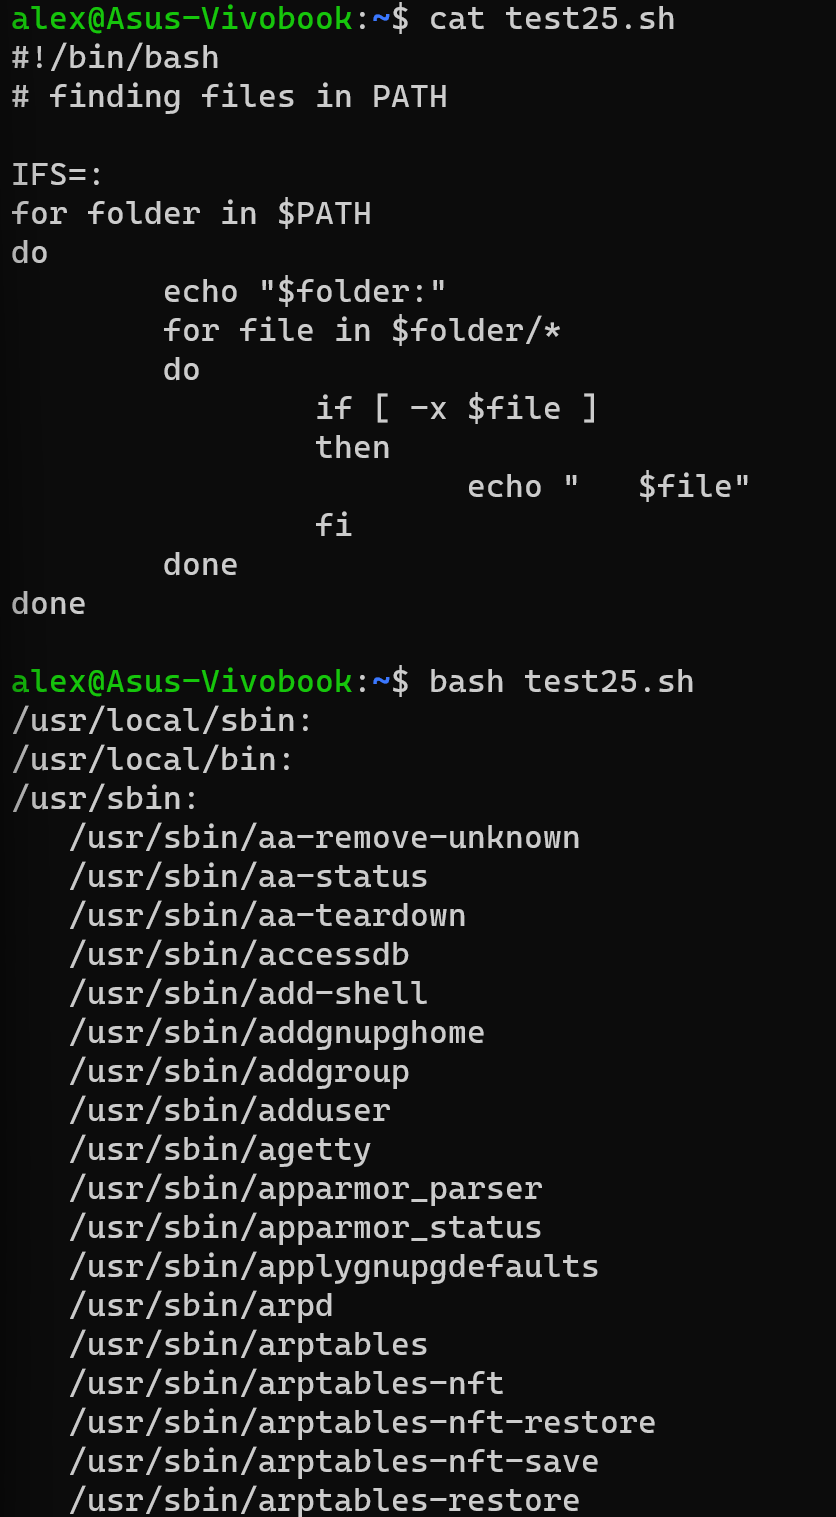 alex@Asus-Vivobook:~$ cat test25.sh
#!/bin/bash
# finding files in PATH

IFS=:
for folder in $PATH
do
        echo "$folder:"
        for file in $folder/*
        do
                if [ -x $file ]
                then
                        echo "   $file"
                fi
        done
done

alex@Asus-Vivobook:~$ bash test25.sh
/usr/local/sbin:
/usr/local/bin:
/usr/sbin:
   /usr/sbin/aa-remove-unknown
   /usr/sbin/aa-status
   /usr/sbin/aa-teardown
   /usr/sbin/accessdb
   /usr/sbin/add-shell
   /usr/sbin/addgnupghome
   /usr/sbin/addgroup
   /usr/sbin/adduser
   /usr/sbin/agetty
   /usr/sbin/apparmor_parser
   /usr/sbin/apparmor_status
   /usr/sbin/applygnupgdefaults
   /usr/sbin/arpd
   /usr/sbin/arptables
   /usr/sbin/arptables-nft
   /usr/sbin/arptables-nft-restore
   /usr/sbin/arptables-nft-save
   /usr/sbin/arptables-restore